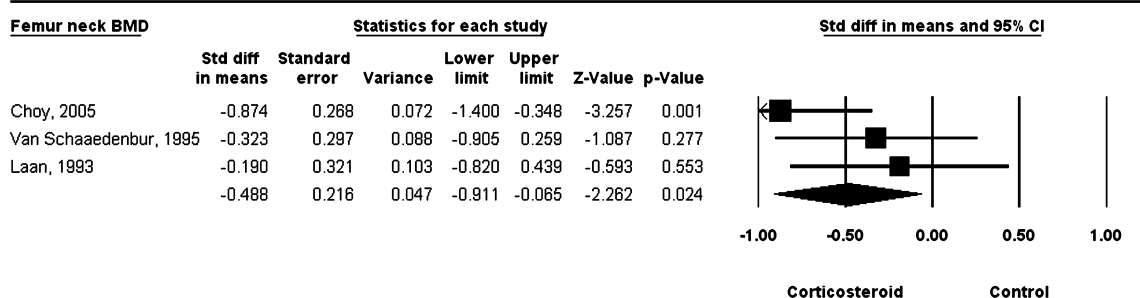 Femur neck BMD Statistics for each study Std diff in means and 95% CI
Std diff Standard Lower Upper
in means error Variance limit limit Z-Value p-Value
Choy, 2005 -0.874 0.268 0.072 -1.400 -0.348 -3.257 0.001
Van Schaaedenbur, 1995 -0.323 0.297 0.088 -0.905 0.259 -1.087 0.277
Laan, 1993 -0.190 0.321 0.103 -0.820 0.439 -0.593 0.553
-0.488 0.216 0.047 -0.911 -0.065 -2.262 0.024
-1.00 -0.50 0.00 0.50 1.00
Corticosteroid Control